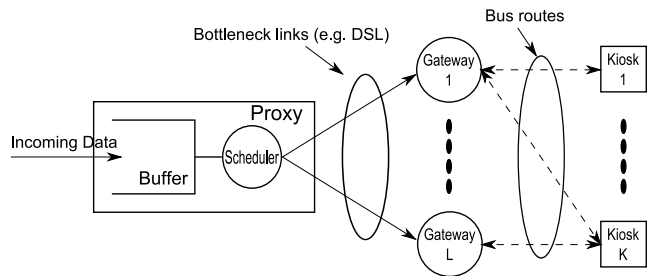 Bus routes
Bottleneck links (e.g. DSL)
Gateway
1
Kiosk
1
Proxy
Incoming Data
Scheduler
Buffer
Gateway
L
Kiosk
K